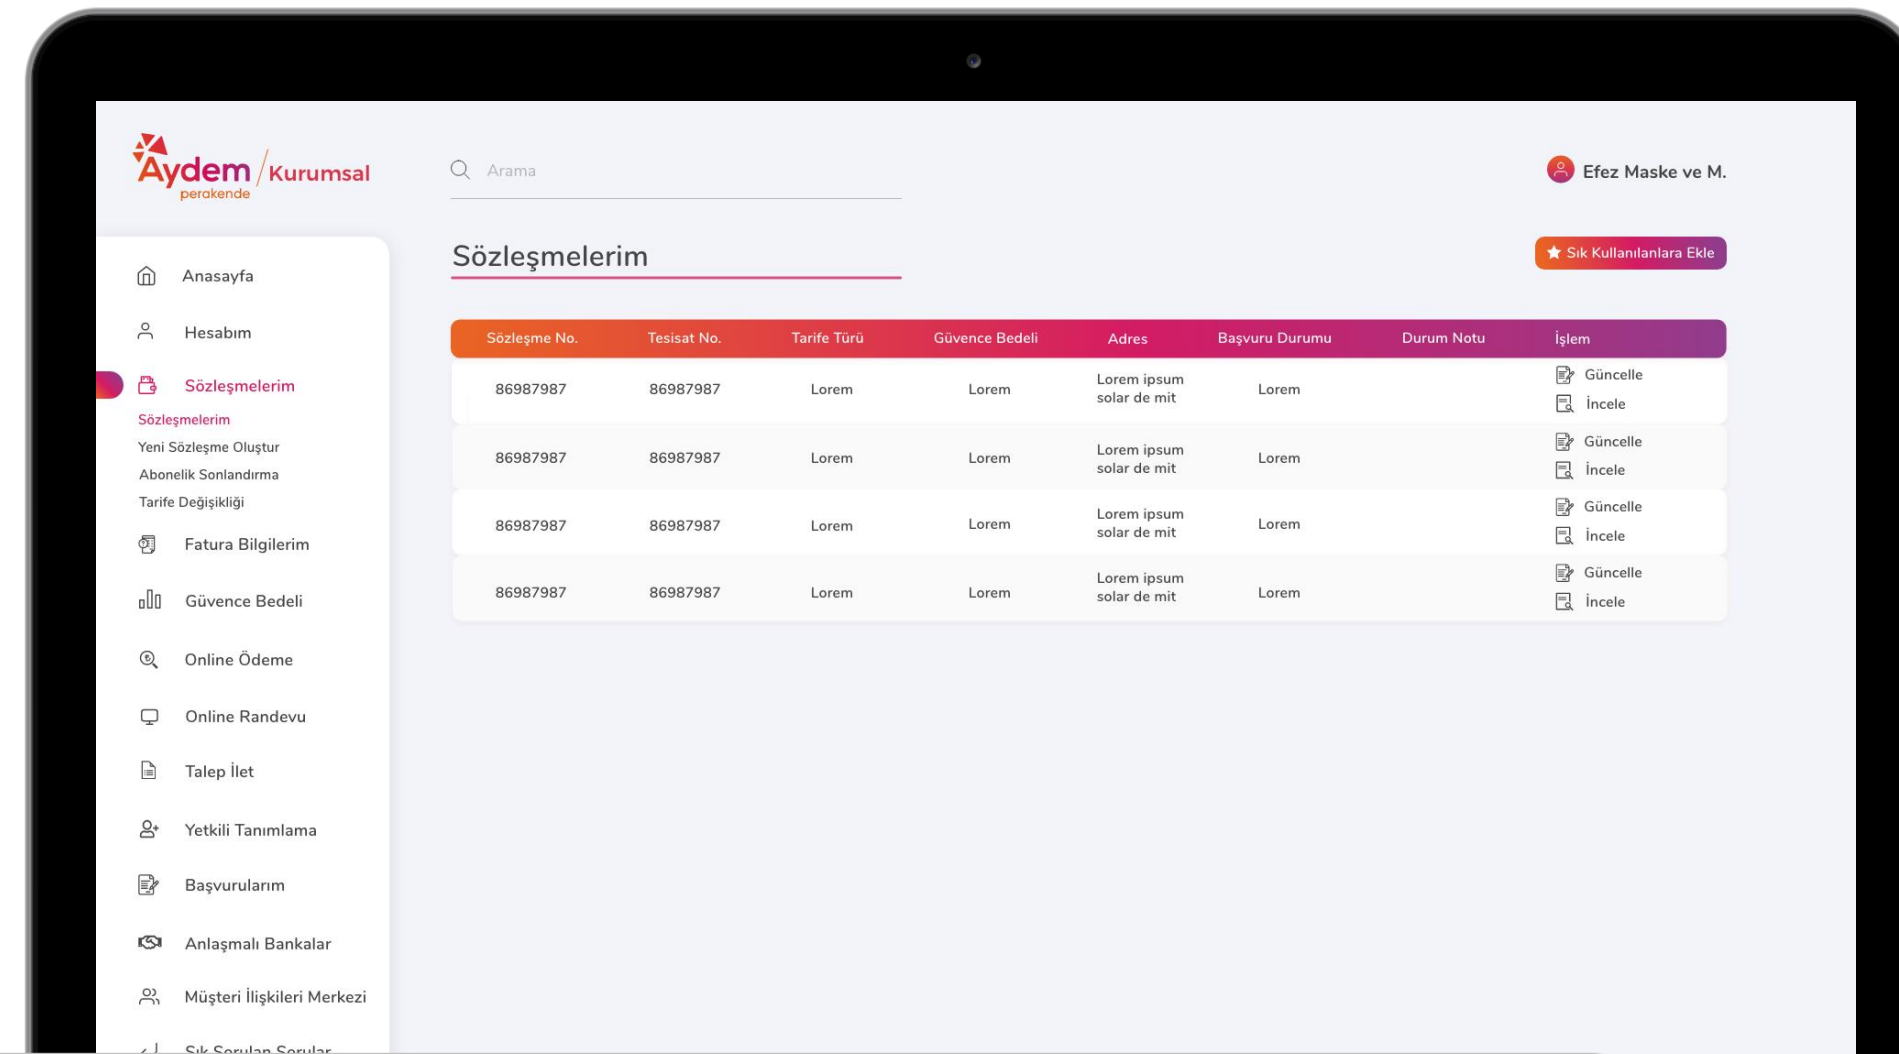 Aydem / Kurumsal
perakende
Arama
Efez Maske ve M.
Sözleşmelerim
Sık Kullanılanlara Ekle
Anasayfa
Hesabım
Sözleşmelerim
Sözleşmelerim
Yeni Sözleşme Oluştur
Abonelik Sonlandırma
Tarife Değişikliği
Fatura Bilgilerim
Güvence Bedeli
Online Ödeme
Online Randevu
Talep İlet
Yetkili Tanımlama
Başvurularım
Anlaşmalı Bankalar
Müşteri İlişkileri Merkezi
Sık Sorulan Sorular
Sözleşme No. Tesisat No. Tarife Türü Güvence Bedeli Adres Başvuru Durumu Durum Notu İşlem
86987987 86987987 Lorem Lorem Lorem ipsum solar de mit Lorem Güncelle
İncele
86987987 86987987 Lorem Lorem Lorem ipsum solar de mit Lorem Güncelle
İncele
86987987 86987987 Lorem Lorem Lorem ipsum solar de mit Lorem Güncelle
İncele
86987987 86987987 Lorem Lorem Lorem ipsum solar de mit Lorem Güncelle
İncele